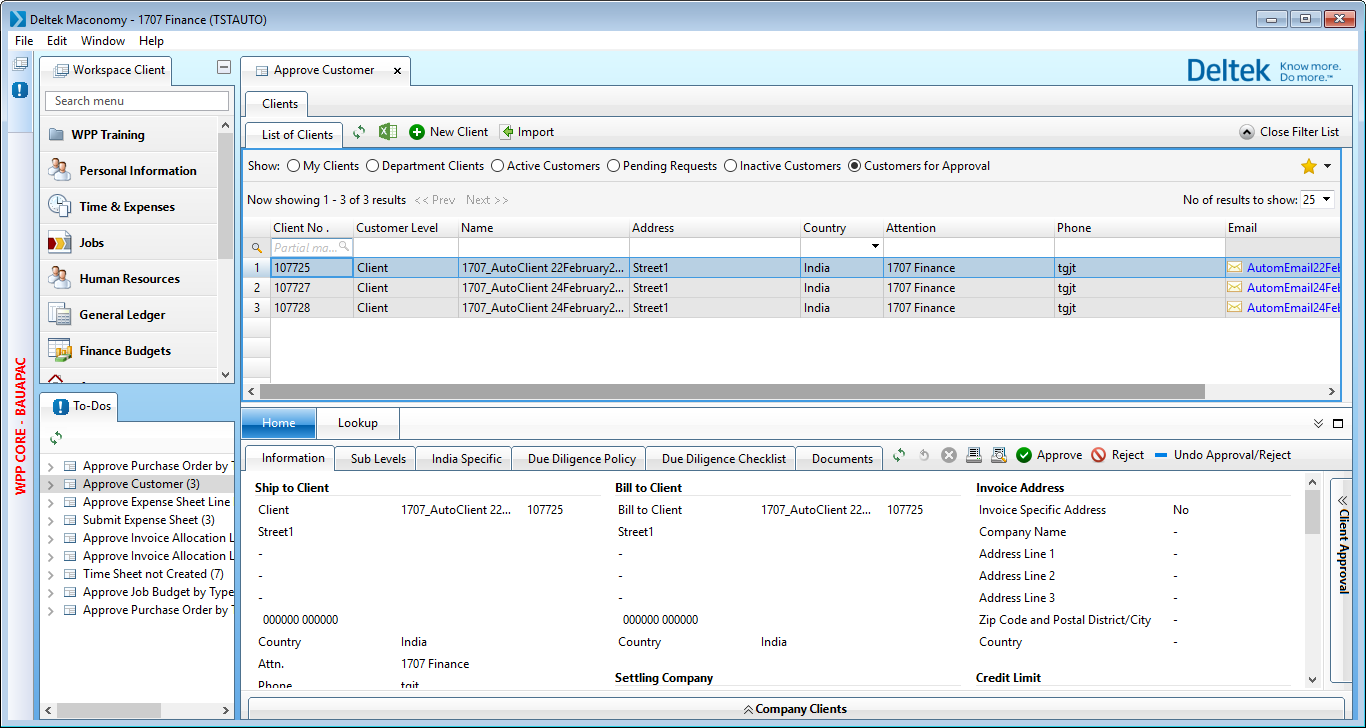 Deltek Maconomy - 1707 Finance (TSTAUTO)
File Edit Window Help
WPP CORE - BAUAPAC
Workspace Client
Search menu
WPP Training
Personal Information
Time & Expenses
Jobs
Human Resources
General Ledger
Finance Budgets
To-Dos
Approve Purchase Order by
Approve Customer (3)
Approve Expense Sheet Line
Submit Expense Sheet (3)
Approve Invoice Allocation
Approve Invoice Allocation
Time Sheet not Created (7)
Approve Job Budget by Type
Approve Purchase Order by
Approve Customer x
Deltek Know more.
Do more.™
Clients
List of Clients New Client Import Close Filter List
Show: My Clients Department Clients Active Customers Pending Requests Inactive Customers Customers for Approval
Now showing 1 - 3 of 3 results << Prev Next >> No of results to show: 25
Client No . Customer Level Name Address Country Attention Phone Email
Partial ma...
1 107725 Client 1707_AutoClient 22February2... Street1 India 1707 Finance tgjt AutomEmail22Feb
2 107727 Client 1707_AutoClient 24February2... Street1 India 1707 Finance tgjt AutomEmail24Feb
3 107728 Client 1707_AutoClient 24February2... Street1 India 1707 Finance tgjt AutomEmail24Feb
Home Lookup
Information Sub Levels India Specific Due Diligence Policy Due Diligence Checklist Documents Approve Reject Undo Approval/Reject
Ship to Client Bill to Client Invoice Address
Client 1707_AutoClient 22... 107725 Bill to Client 1707_AutoClient 22... 107725 Invoice Specific Address No
Street1 Street1 Company Name -
- - Address Line 1 -
- - Address Line 2 -
- - Address Line 3 -
000000 000000 000000 000000 Zip Code and Postal District/City -
Country India Country India Country -
Attn. 1707 Finance
Phone tgjt Settling Company Credit Limit
Client Approval
Company Clients